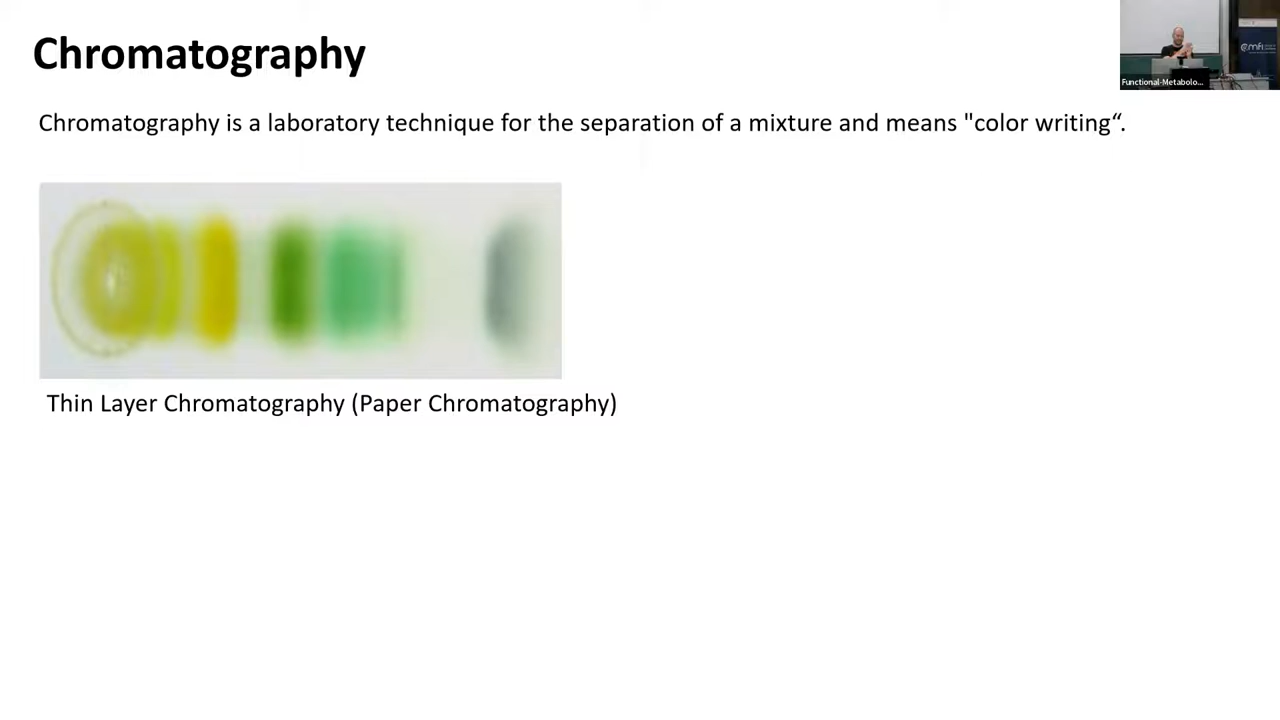 Chromatography
Chromatography is a laboratory technique for the separation of a mixture and means "color writing“.
Thin Layer Chromatography (Paper Chromatography)
Functional-Metabolo...